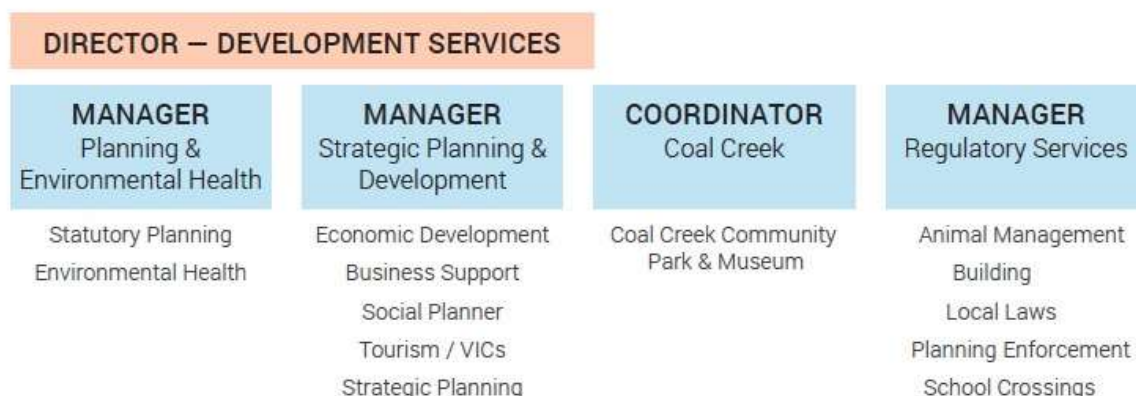 DIRECTOR — DEVELOPMENT SERVICES
MANAGER
Planning &
Environmental Health
Statutory Planning
Environmental Health
MANAGER
Strategic Planning &
Development
Economic Development
Business Support
Social Planner
Tourism / VICs
Strategic Planning
COORDINATOR
Coal Creek
Coal Creek Community
Park & Museum
MANAGER
Regulatory Services
Animal Management
Building
Local Laws
Planning Enforcement
School Crossings